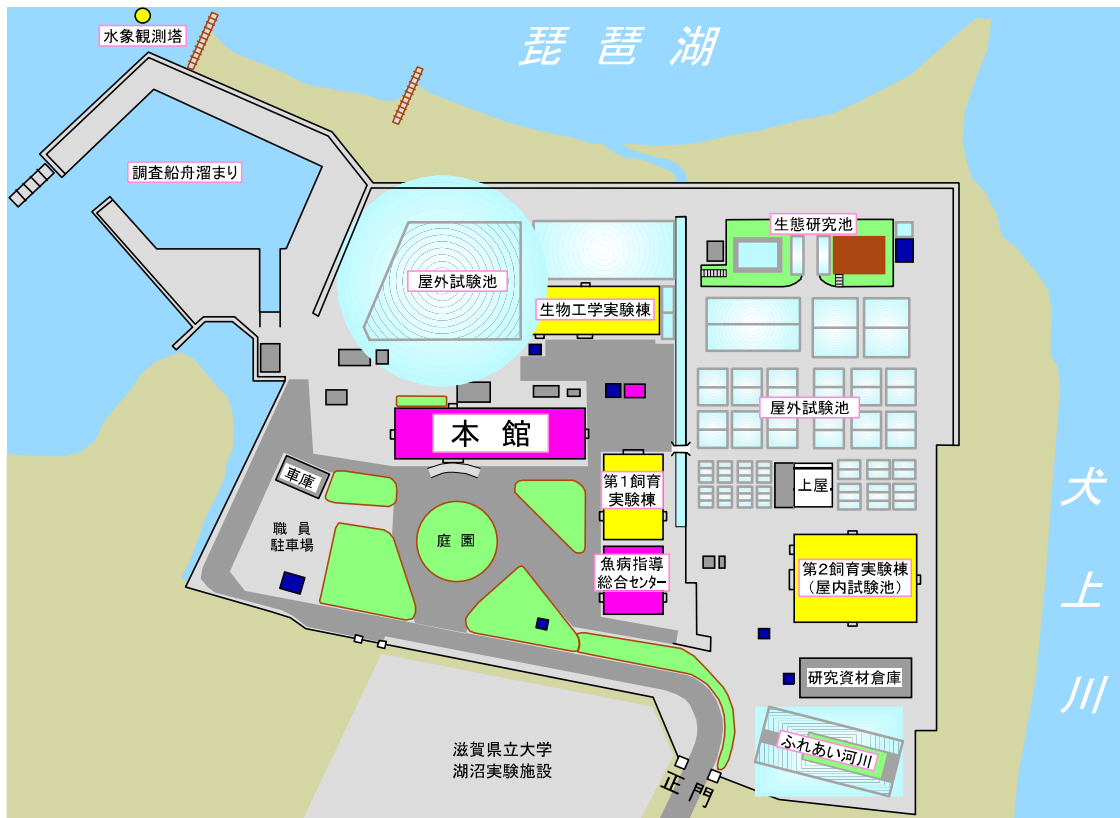 水象観測塔
琵琶湖
調査船舟溜まり
生態研究池
屋外試験池
生物工学実験棟
屋外試験池
本館
車庫
第1飼育
実験棟
上屋
犬上川
職員
駐車場
庭園
魚病指導
総合センター
第2飼育実験棟
(屋内試験池)
研究資材倉庫
ふれあい河川
滋賀県立大学
湖沼実験施設
正門